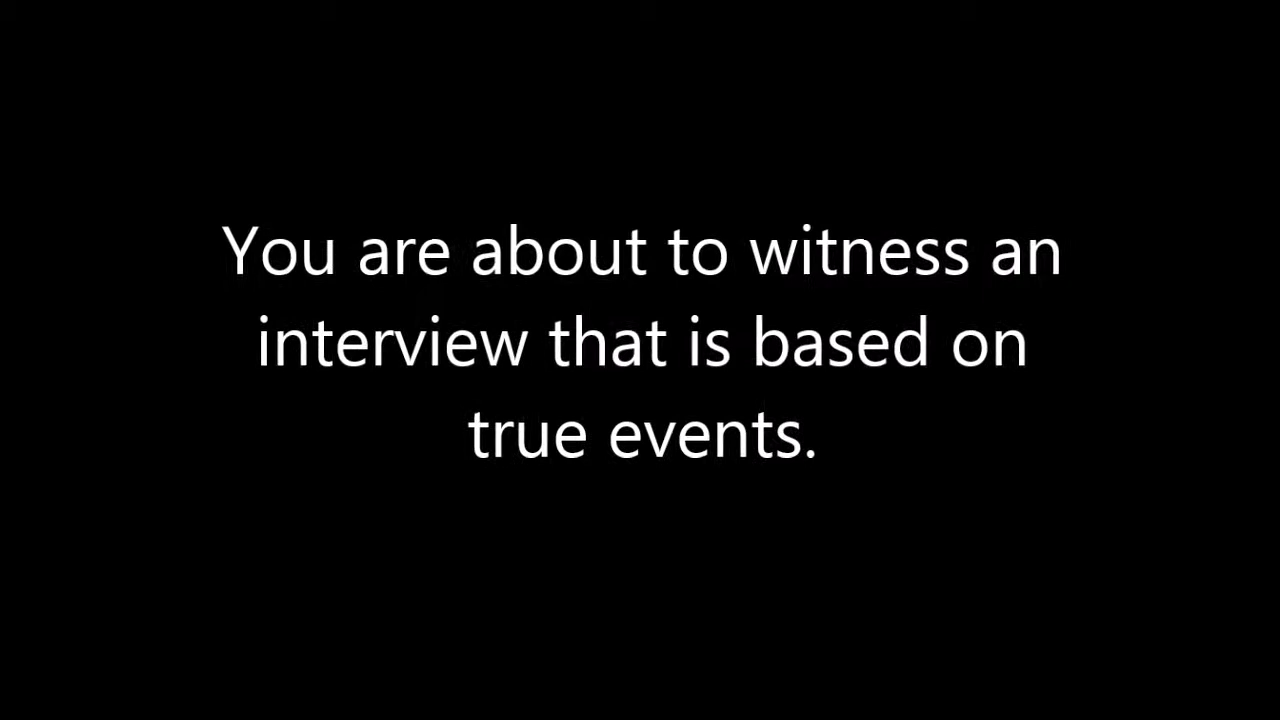 You are about to witness an
interview that is based on
true events.